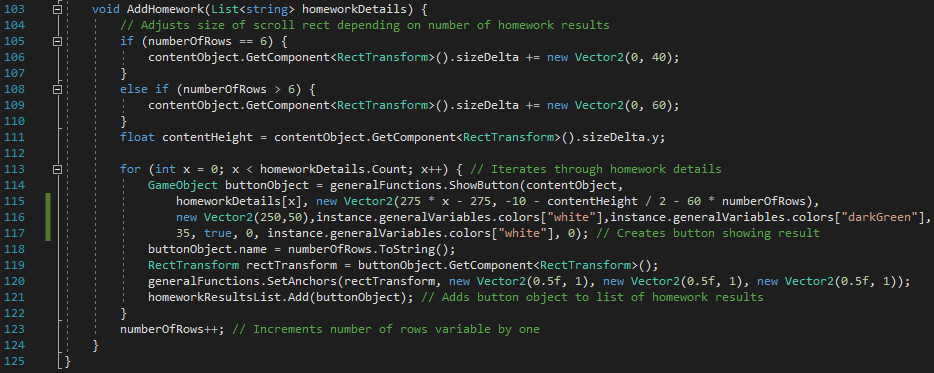 103 void AddHomework(List<string> homeworkDetails) {
104 // Adjusts size of scroll rect depending on number of homework results
105 if (numberOfRows == 6) {
106 contentObject.GetComponent<RectTransform>().sizeDelta += new Vector2(0, 40);
107 }
108 else if (numberOfRows > 6) {
109 contentObject.GetComponent<RectTransform>().sizeDelta += new Vector2(0, 60);
110 }
111 float contentHeight = contentObject.GetComponent<RectTransform>().sizeDelta.y;
112
113 for (int x = 0; x < homeworkDetails.Count; x++) { // Iterates through homework details
114 GameObject buttonObject = generalFunctions.ShowButton(contentObject,
115 homeworkDetails[x], new Vector2(275 * x - 275, -10 - contentHeight / 2 - 60 * numberOfRows),
116 new Vector2(250,50),instance.generalVariables.colors["white"],instance.generalVariables.colors["darkGreen"],
117 35, true, 0, instance.generalVariables.colors["white"], 0); // Creates button showing result
118 buttonObject.name = numberOfRows.ToString();
119 RectTransform rectTransform = buttonObject.GetComponent<RectTransform>();
120 generalFunctions.SetAnchors(rectTransform, new Vector2(0.5f, 1), new Vector2(0.5f, 1), new Vector2(0.5f, 1));
121 homeworkResultsList.Add(buttonObject); // Adds button object to list of homework results
122 }
123 numberOfRows++; // Increments number of rows variable by one
124 }
125 }